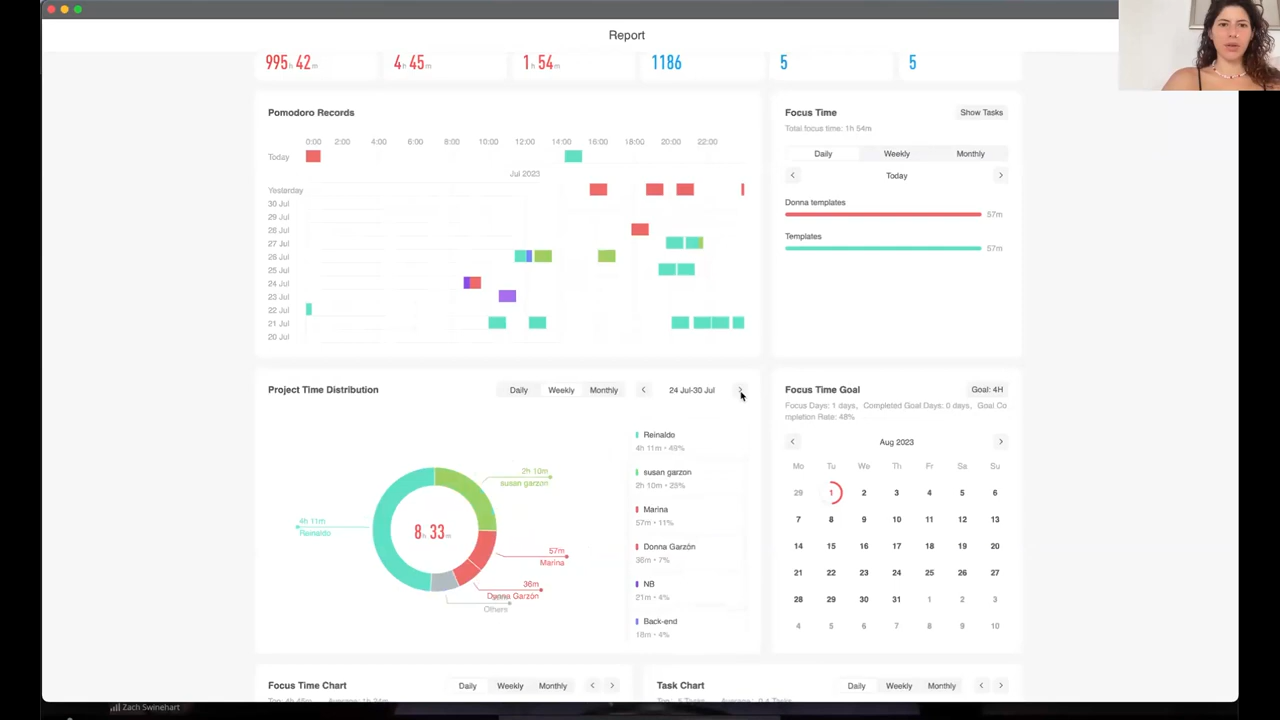 Report
995h 42m
4h 45m
1h 54m
1186
5
5
Pomodoro Records
0:00 2:00 4:00 6:00 8:00 10:00 12:00 14:00 16:00 18:00 20:00 22:00
Today
Jul 2023
Yesterday
30 Jul
29 Jul
28 Jul
27 Jul
26 Jul
25 Jul
24 Jul
23 Jul
22 Jul
21 Jul
20 Jul
Focus Time
Show Tasks
Total focus time: 1h 54m
Daily Weekly Monthly
< Today >
Donna templates
57m
Templates
57m
Project Time Distribution
Daily Weekly Monthly
< 24 Jul-30 Jul >
2h 10m
susan garzon
4h 11m
Reinaldo
8h 33m
57m
Marina
36m
Donna Garzón
Others
Reinaldo
4h 11m • 49%
susan garzon
2h 10m • 25%
Marina
57m • 11%
Donna Garzón
36m • 7%
NB
21m • 4%
Back-end
18m • 4%
Focus Time Goal
Goal: 4H
Focus Days: 1 days, Completed Goal Days: 0 days, Goal Co
mpletion Rate: 48%
< Aug 2023 >
Mo Tu We Th Fr Sa Su
29 1 2 3 4 5 6
7 8 9 10 11 12 13
14 15 16 17 18 19 20
21 22 23 24 25 26 27
28 29 30 31 1 2 3
4 5 6 7 8 9 10
Focus Time Chart
Daily Weekly Monthly < >
Task Chart
Daily Weekly Monthly < >
Zach Swinehart